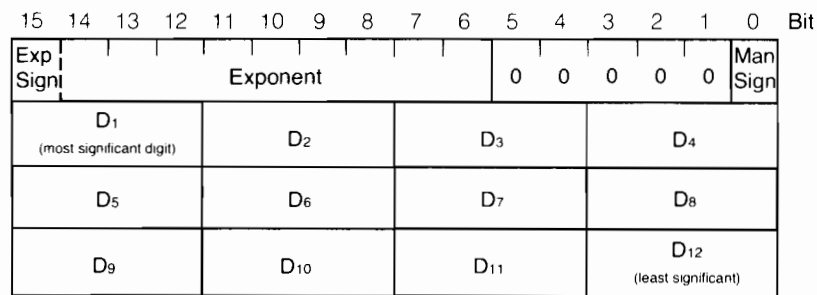 15 14 13 12 11 10 9 8 7 6 5 4 3 2 1 0 Bit
Exp Sign Exponent 0 0 0 0 0 Man Sign
D1 (most significant digit) D2 D3 D4
D5 D6 D7 D8
D9 D10 D11 D12 (least significant)